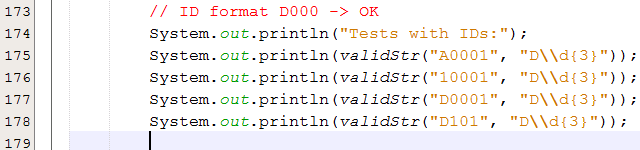 173 // ID format D000 -> OK
174 System.out.println("Tests with IDs:");
175 System.out.println(validStr("A0001", "D\\d{3}"));
176 System.out.println(validStr("10001", "D\\d{3}"));
177 System.out.println(validStr("D0001", "D\\d{3}"));
178 System.out.println(validStr("D101", "D\\d{3}"));
179